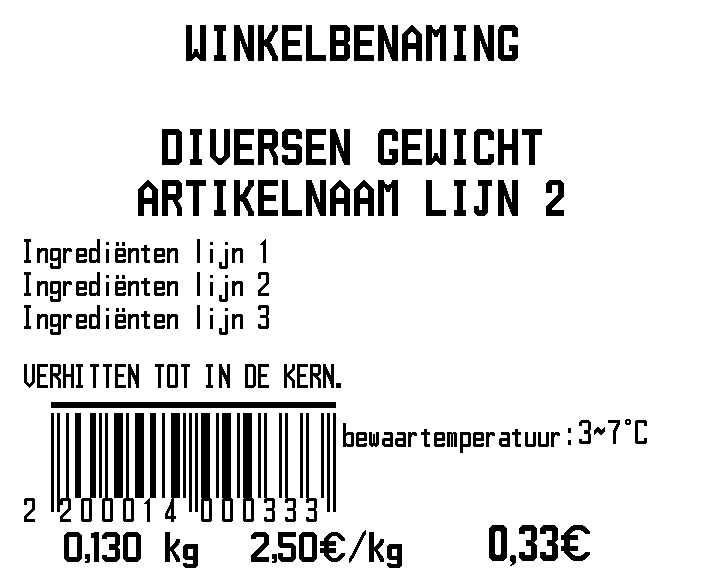 WINKELBENAMING
DIVERSEN GEWICHT
ARTIKELNAAM LIJN 2
Ingrediënten lijn 1
Ingrediënten lijn 2
Ingrediënten lijn 3
VERHITTEN TOT IN DE KERN.
bewaartemperatuur:3~7°C
2 200014 000333
0,130 kg 2,50€/kg 0,33€